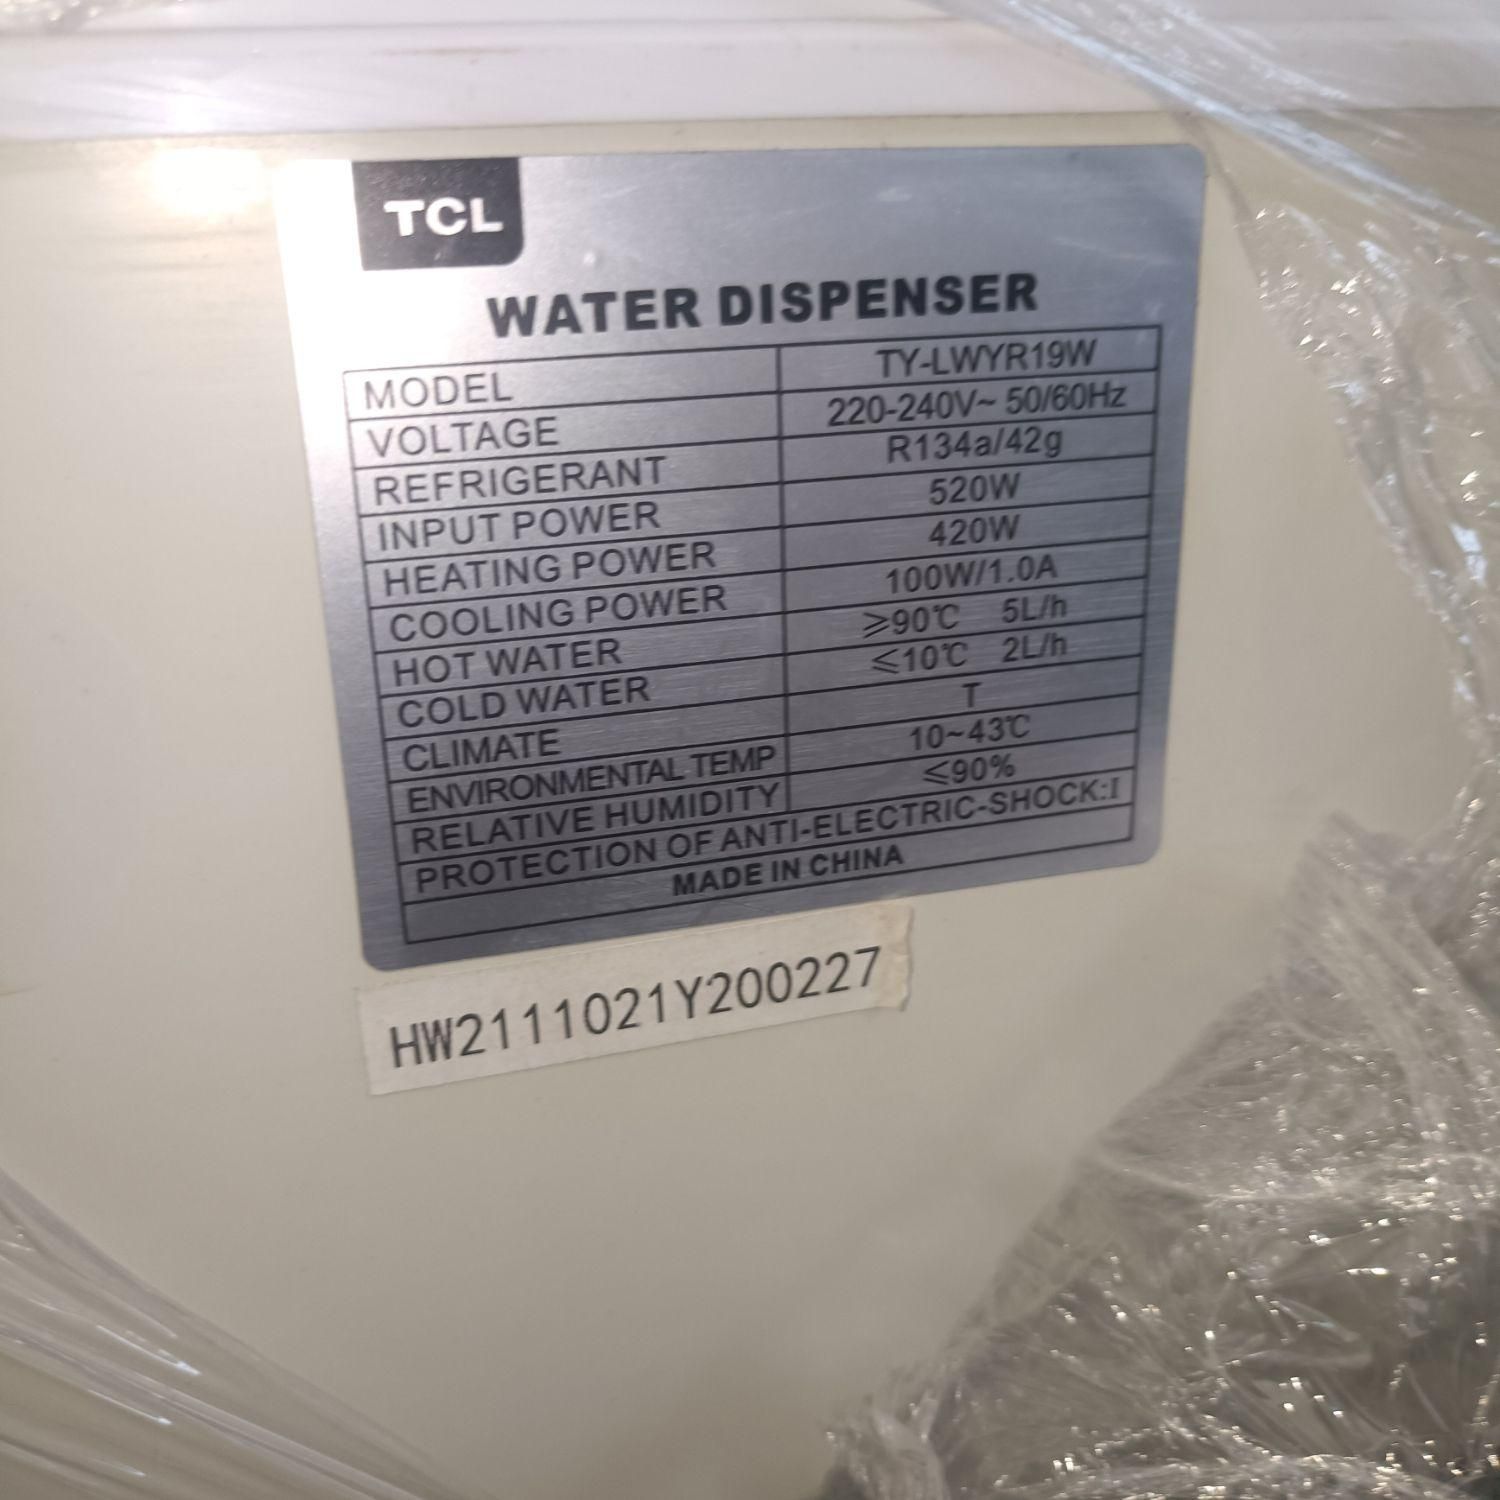 TCL
WATER DISPENSER
MODEL TY-LWYR19W
VOLTAGE 220-240V~ 50/60Hz
REFRIGERANT R134a/42g
INPUT POWER 520W
HEATING POWER 420W
COOLING POWER 100W/1.0A
HOT WATER ≥90℃ 5L/h
COLD WATER ≤10℃ 2L/h
CLIMATE T
ENVIRONMENTAL TEMP 10~43℃
RELATIVE HUMIDITY ≤90%
PROTECTION OF ANTI-ELECTRIC-SHOCK:I
MADE IN CHINA
HW2111021Y200227